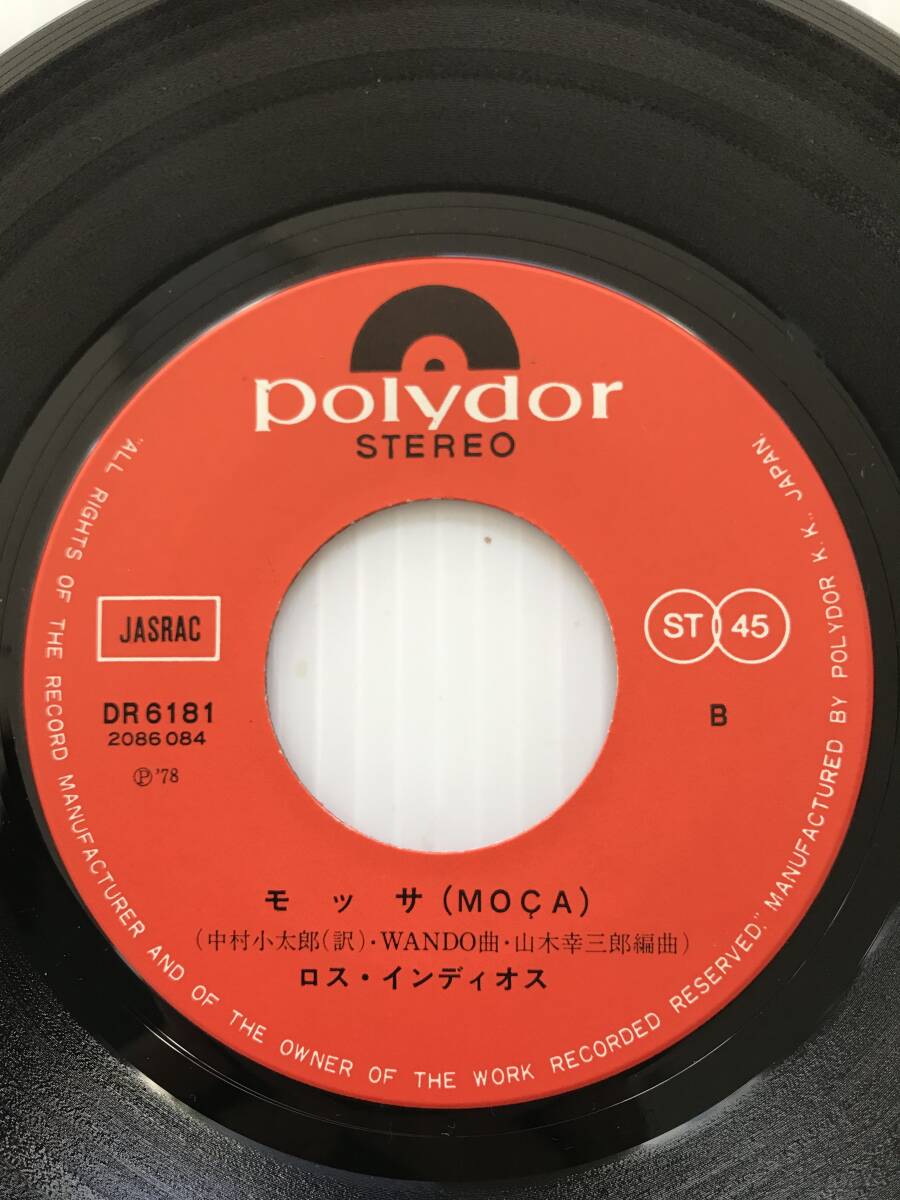 polydor
STEREO
JASRAC
ST 45
DR 6181
2086 084
B
Ⓟ'78
モッサ (MOÇA)
(中村小太郎(訳)・WANDO曲・山木幸三郎編曲)
ロス・インディオス
"ALL RIGHTS OF THE RECORD MANUFACTURER AND OF THE OWNER OF THE WORK RECORDED RESERVED." MANUFACTURED BY POLYDOR K.K., JAPAN.